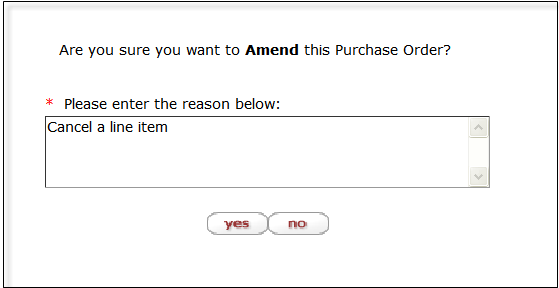 Are you sure you want to Amend this Purchase Order?
* Please enter the reason below:
Cancel a line item
yes no